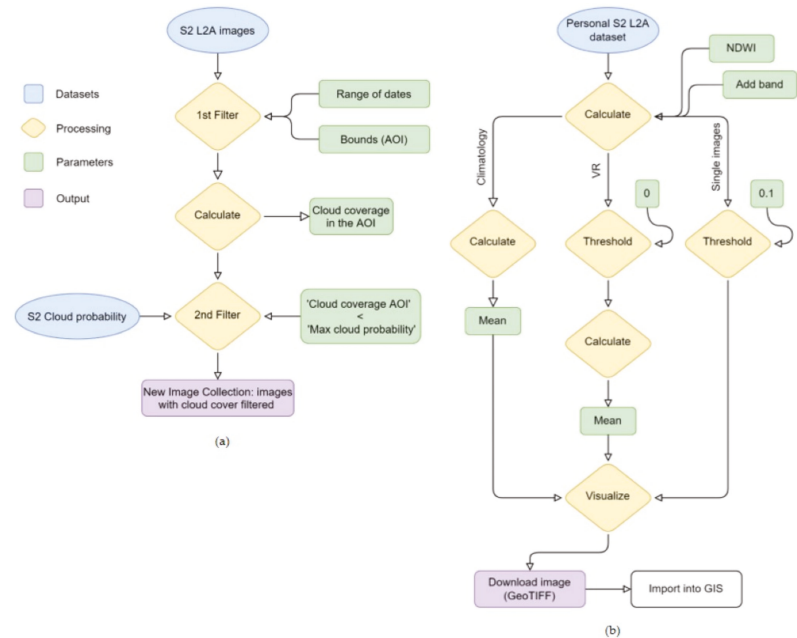 S2 L2A images
Datasets
Processing
Parameters
Output
1st Filter
Range of dates
Bounds (AOI)
Calculate
Cloud coverage
in the AOI
S2 Cloud probability
2nd Filter
'Cloud coverage AOI'
<
'Max cloud probability'
New Image Collection: images
with cloud cover filtered
(a)
Personal S2 L2A
dataset
NDWI
Add band
Calculate
Climatology
VR
Single images
0
0.1
Calculate
Threshold
Threshold
Mean
Calculate
Mean
Visualize
Download image
(GeoTIFF)
Import into GIS
(b)